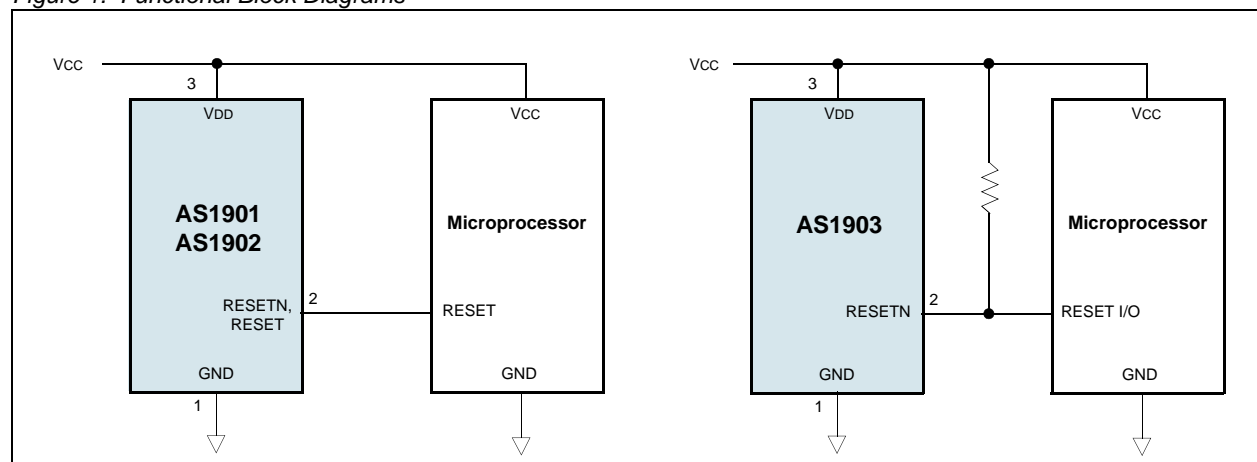 Figure 1. Functional Block Diagrams
VCC
3
VDD
AS1901
AS1902
RESETN,
RESET
2
GND
1
VCC
Microprocessor
RESET
GND
VCC
3
VDD
AS1903
RESETN
2
GND
1
VCC
Microprocessor
RESET I/O
GND